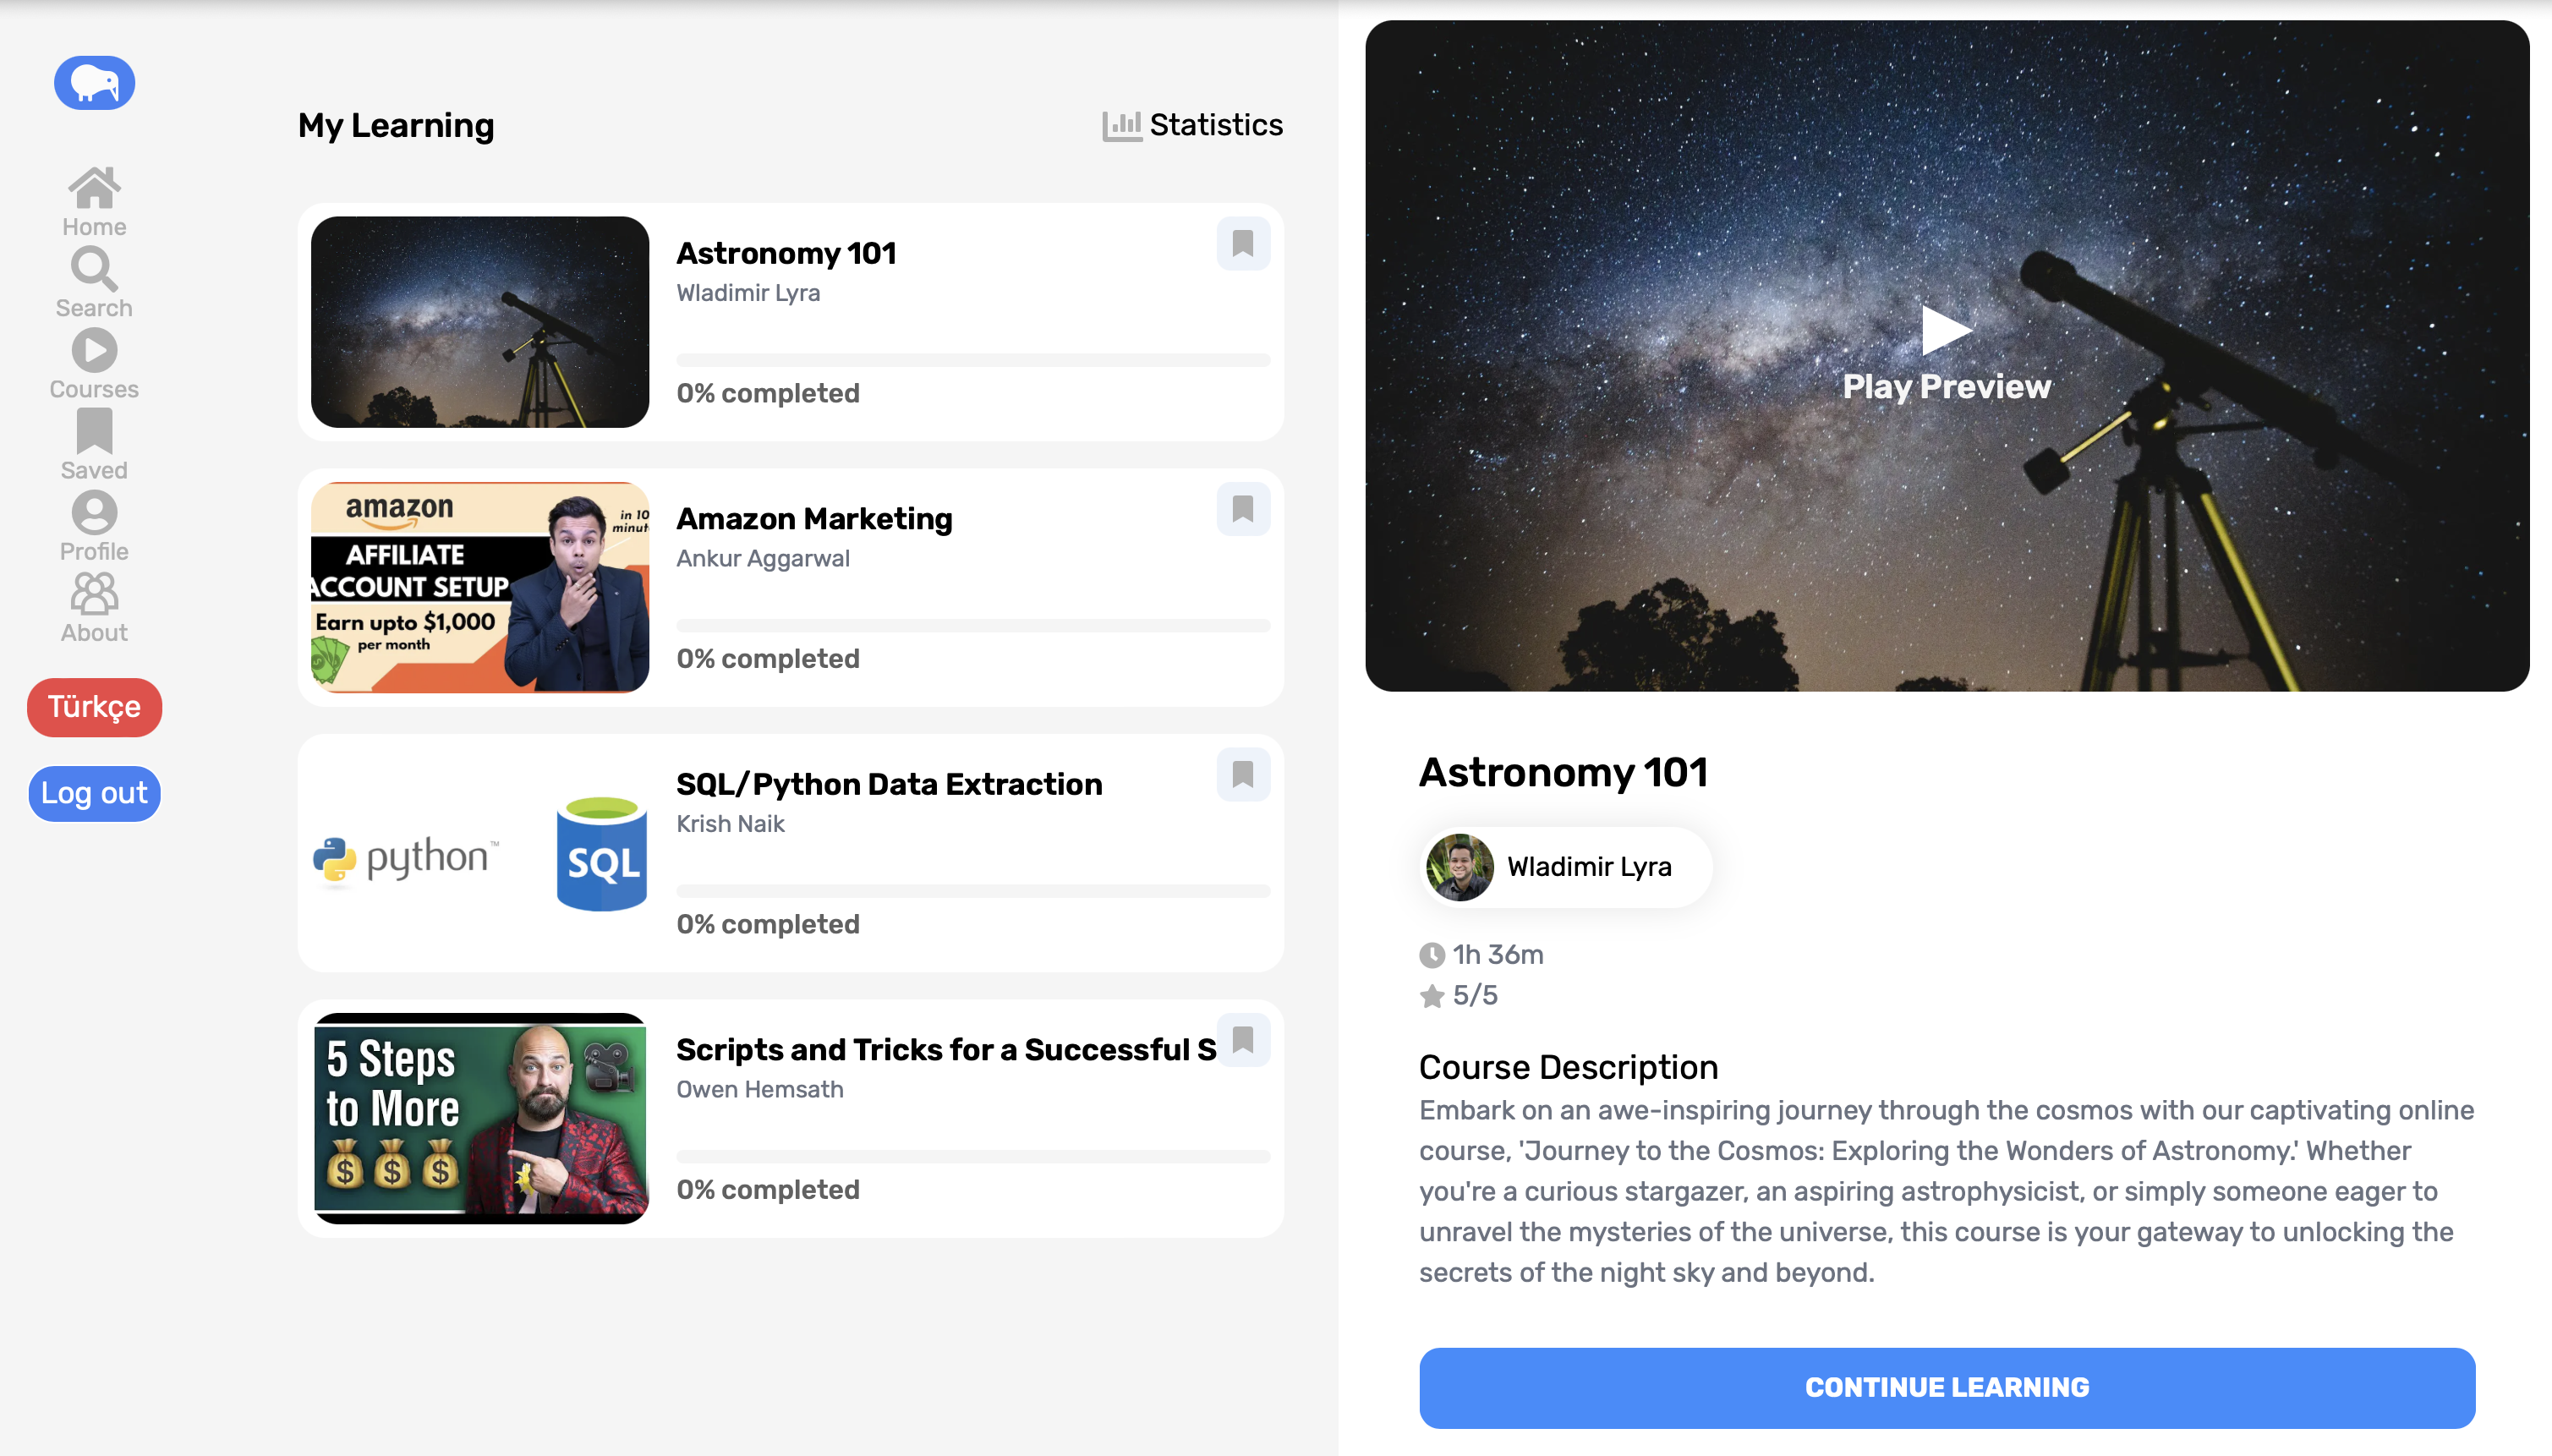 Home
Search
Courses
Saved
Profile
About
Türkçe
Log out
My Learning
Statistics
Astronomy 101
Wladimir Lyra
0% completed
amazon
in 10
AFFILIATE
ACCOUNT SETUP
Earn upto $1,000
per month
Amazon Marketing
Ankur Aggarwal
0% completed
python™
SQL
SQL/Python Data Extraction
Krish Naik
0% completed
5 Steps
to More
$ $ $
Scripts and Tricks for a Successful S
Owen Hemsath
0% completed
Play Preview
Astronomy 101
Wladimir Lyra
1h 36m
5/5
Course Description
Embark on an awe-inspiring journey through the cosmos with our captivating online
course, 'Journey to the Cosmos: Exploring the Wonders of Astronomy.' Whether
you're a curious stargazer, an aspiring astrophysicist, or simply someone eager to
unravel the mysteries of the universe, this course is your gateway to unlocking the
secrets of the night sky and beyond.
CONTINUE LEARNING